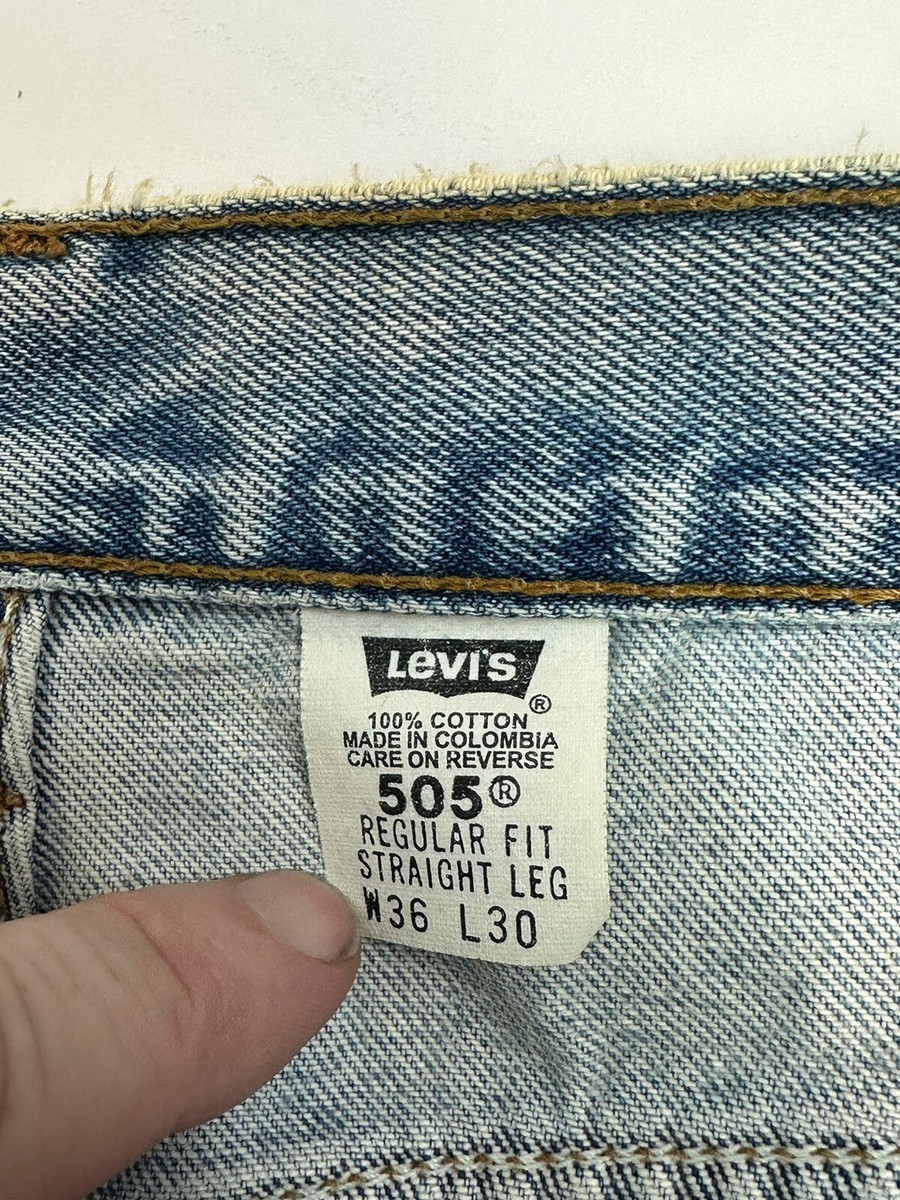 Levi's ®
100% COTTON
MADE IN COLOMBIA
CARE ON REVERSE
505®
REGULAR FIT
STRAIGHT LEG
W36 L30